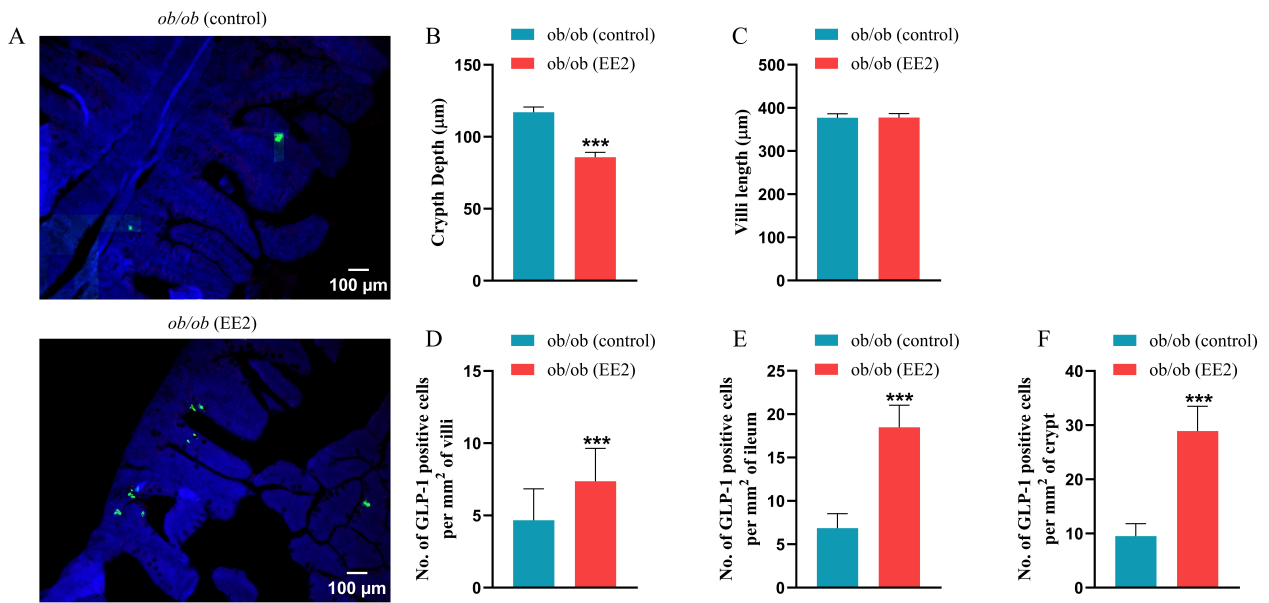 A
ob/ob (control)
100 μm
ob/ob (EE2)
100 μm
B
ob/ob (control)
ob/ob (EE2)
Crypth Depth (μm)
150
100
50
0
***
C
ob/ob (control)
ob/ob (EE2)
Villi length (μm)
500
400
300
200
100
0
D
ob/ob (control)
ob/ob (EE2)
No. of GLP-1 positive cells
per mm² of villi
15
10
5
0
***
E
ob/ob (control)
ob/ob (EE2)
No. of GLP-1 positive cells
per mm² of ileum
25
20
15
10
5
0
***
F
ob/ob (control)
ob/ob (EE2)
No. of GLP-1 positive cells
per mm² of crypt
40
30
20
10
0
***